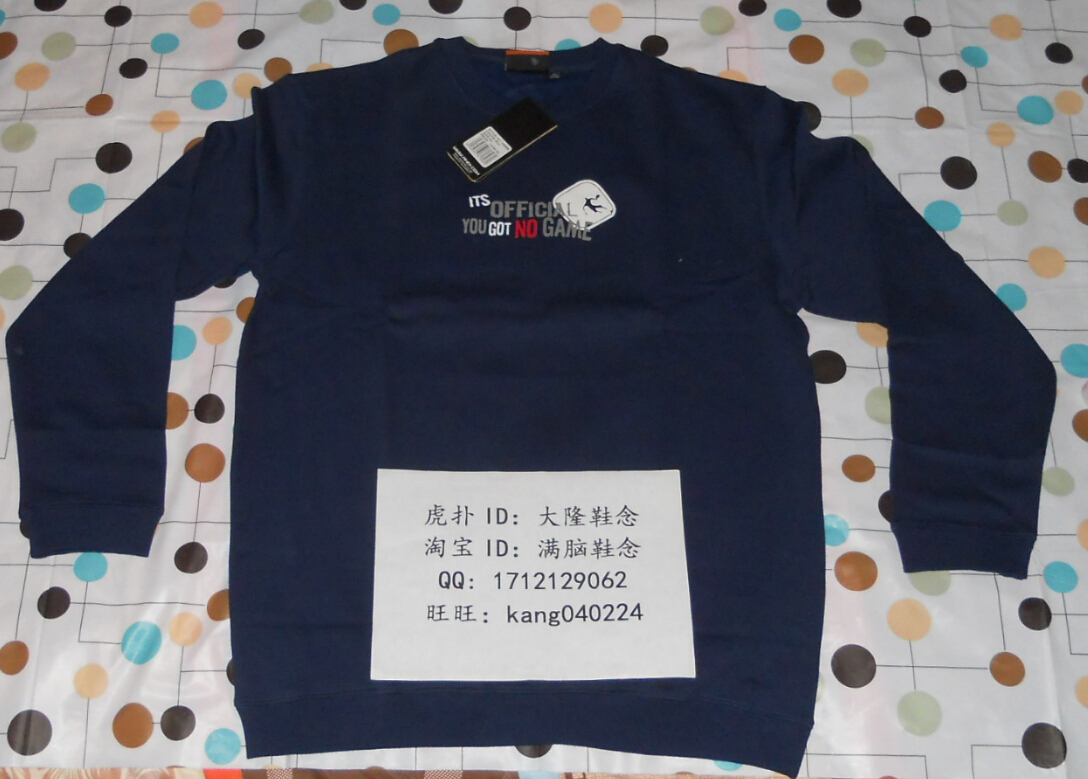 ITS
OFFICIAL
YOU GOT NO GAME
虎扑 ID: 大隆鞋念
淘宝 ID: 满脑鞋念
QQ: 1712129062
旺旺: kang040224